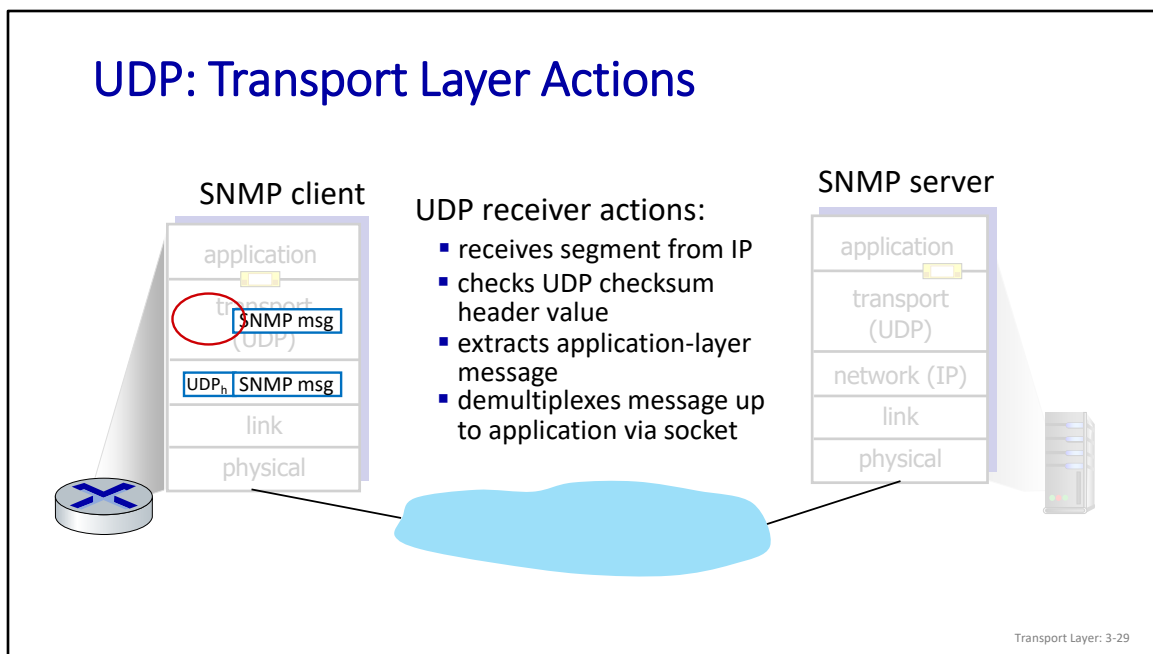 UDP: Transport Layer Actions
SNMP client
application
transport
SNMP msg
(UDP)
UDPh SNMP msg
link
physical
UDP receiver actions:
▪ receives segment from IP
▪ checks UDP checksum
header value
▪ extracts application-layer
message
▪ demultiplexes message up
to application via socket
SNMP server
application
transport
(UDP)
network (IP)
link
physical
Transport Layer: 3-29